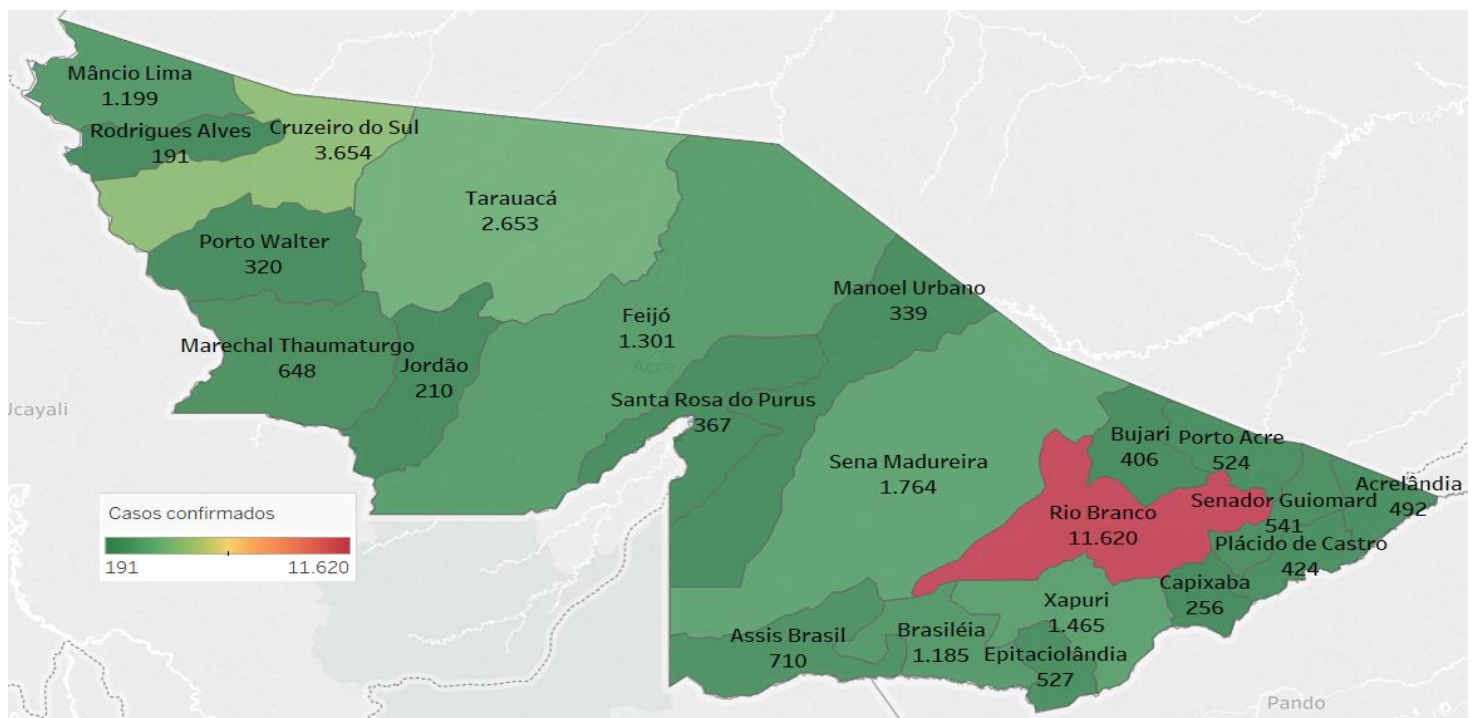 Mâncio Lima
1.199
Rodrigues Alves
191
Cruzeiro do Sul
3.654
Tarauacá
2.653
Porto Walter
320
Marechal Thaumaturgo
648
Jordão
210
Feijó
1.301
Acre
Manoel Urbano
339
Santa Rosa do Purus
367
Sena Madureira
1.764
Bujari
406
Porto Acre
524
Rio Branco
11.620
Senador Guiomard
541
Acrelândia
492
Plácido de Castro
424
Capixaba
256
Xapuri
1.465
Assis Brasil
710
Brasiléia
1.185
Epitaciolândia
527
Ucayali
Pando
Casos confirmados
191 11.620